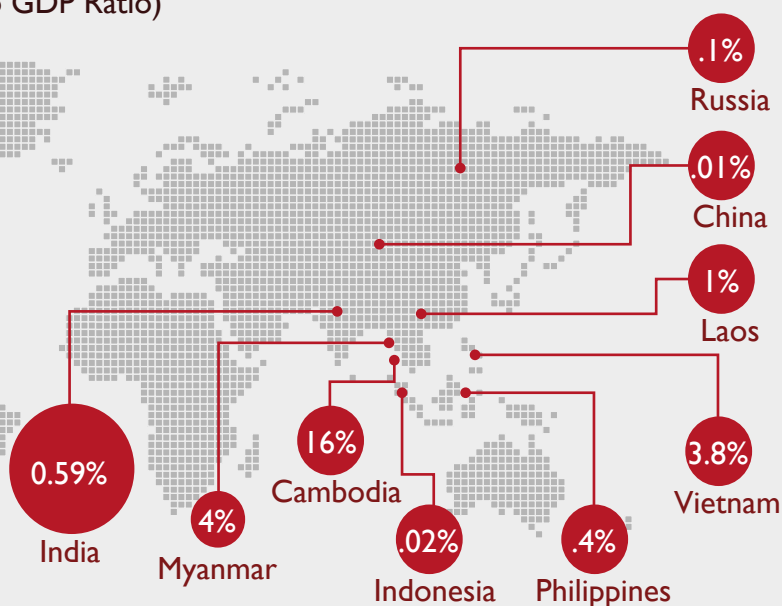 GDP Ratio)
.1%
Russia
.01%
China
1%
Laos
0.59%
India
4%
Myanmar
16%
Cambodia
.02%
Indonesia
.4%
Philippines
3.8%
Vietnam